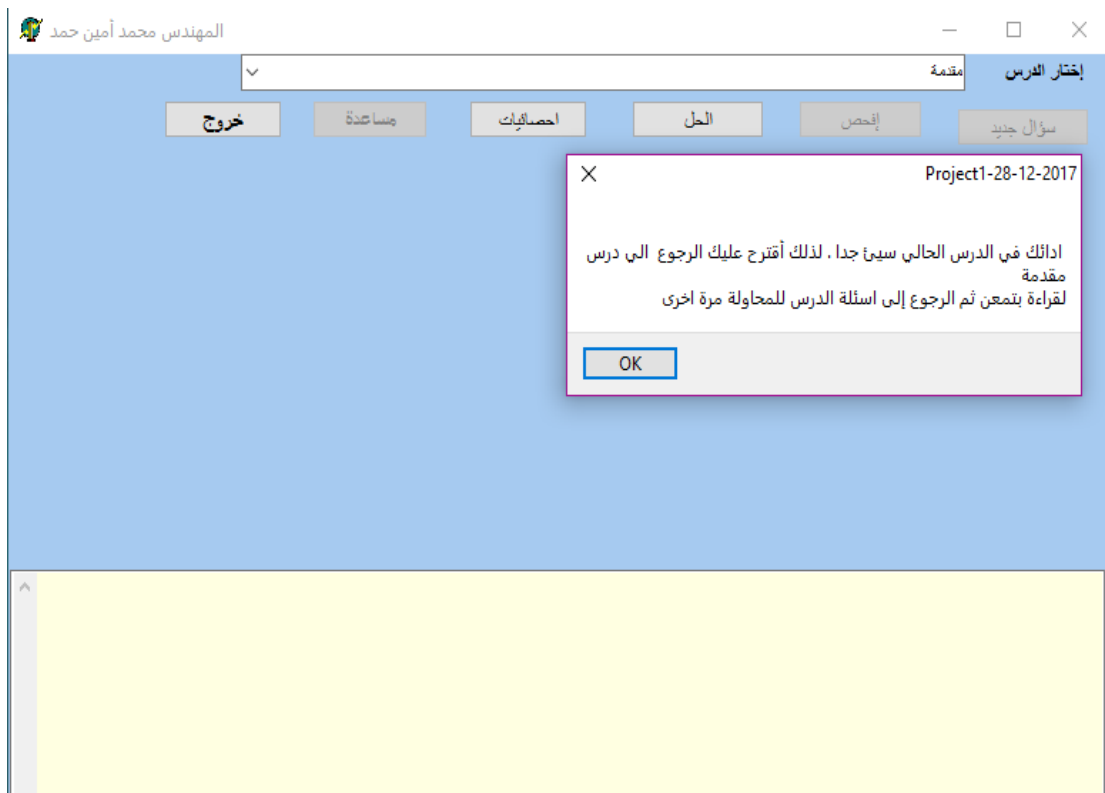 المهندس محمد أمين حمد
إختار الدرس
مقدمة
سؤال جديد
إفحص
الحل
احصائيات
مساعدة
خروج
Project1-28-12-2017
ادائك في الدرس الحالي سيئ جدا ، لذلك أقترح عليك الرجوع الي درس
مقدمة
لقراءة بتمعن ثم الرجوع إلى اسئلة الدرس للمحاولة مرة اخرى
OK